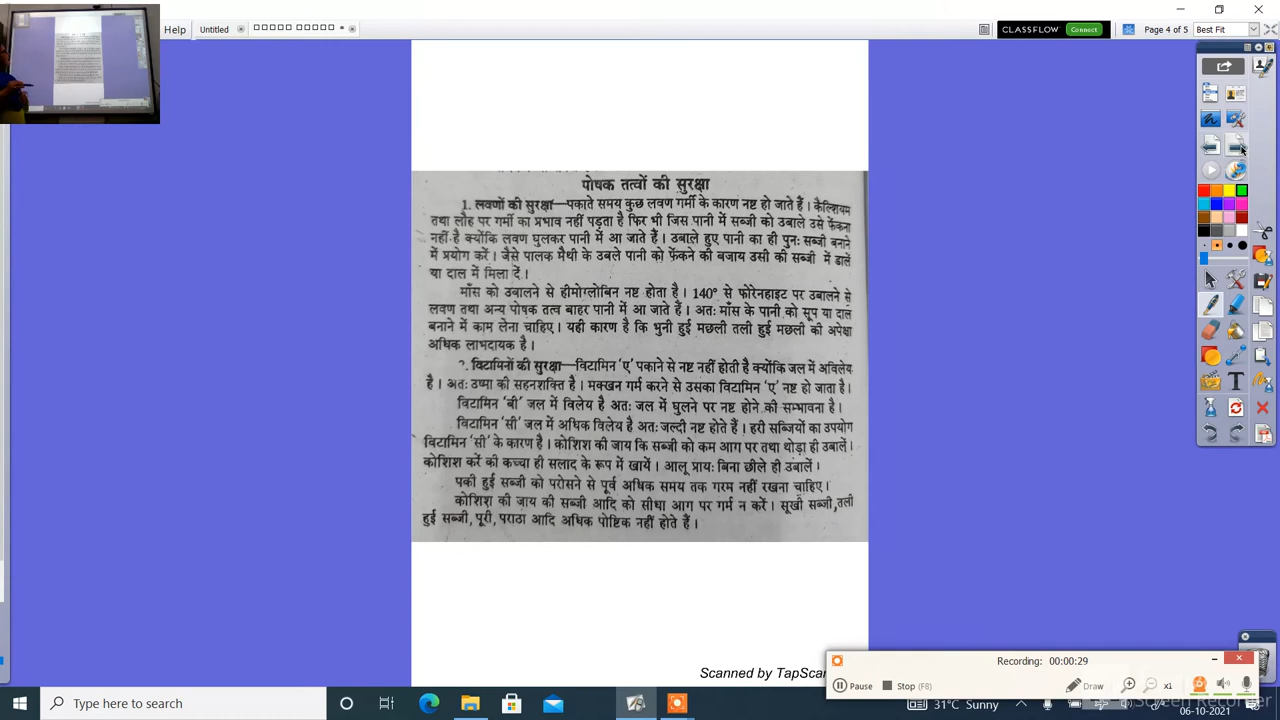 Help
Untitled
□□□□□ □□□□□ □ *
CLASSFLOW
Connect
Page 4 of 5
Best Fit
पोषक तत्वों की सुरक्षा
1. लवणों की सुरक्षा—पकाते समय कुछ लवण गर्मी के कारण नष्ट हो जाते हैं। कैल्शियम
तथा लौह पर गर्मी का प्रभाव नहीं पड़ता है फिर भी जिस पानी में सब्जी को उबाले उसे फेंकना
नहीं है क्योंकि लवण घुलकर पानी में आ जाते हैं। उबाले हुए पानी का ही पुनः सब्जी बनाने
में प्रयोग करें। जैसे पालक मैथी के उबले पानी को फेंकने की बजाय उसी की सब्जी में डालें
या दाल में मिला दें।
माँस को उबालने से हीमोग्लोबिन नष्ट होता है। 140° से फोरेनहाइट पर उबालने से
लवण तथा अन्य पोषक तत्व बाहर पानी में आ जाते हैं। अतः माँस के पानी को सूप या दाल
बनाने में काम लेना चाहिए। यही कारण है कि भुनी हुई मछली तली हुई मछली को अपेक्षा
अधिक लाभदायक है।
2. विटामिनों की सुरक्षा—विटामिन 'ए' पकाने से नष्ट नहीं होती है क्योंकि जल में अविलेय
है। अतः उष्मा की सहनशक्ति है। मक्खन गर्म करने से उसका विटामिन 'ए' नष्ट हो जाता है।
विटामिन 'बी' जल में विलेय है अतः जल में घुलने पर नष्ट होने की सम्भावना है।
विटामिन 'सी' जल में अधिक विलेय है अतः जल्दी नष्ट होते हैं। हरी सब्जियों का उपयोग
विटामिन 'सी' के कारण है। कोशिश की जाय कि सब्जी को कम आग पर तथा थोड़ा ही उबालें।
कोशिश करें की कच्चा ही सलाद के रूप में खायें। आलू प्रायः बिना छीले ही उबालें।
पकी हुई सब्जी को परोसने से पूर्व अधिक समय तक गरम नहीं रखना चाहिए।
कोशिश की जाय की सब्जी आदि को सीधा आग पर गर्म न करें। सूखी सब्जी, तली
हुई सब्जी, पूरी, पराठा आदि अधिक पोष्टिक नहीं होते हैं।
Scanned by TapScan
Recording: 00:00:29
Pause
Stop (F8)
Draw
x1
Type here to search
31°C Sunny
06-10-2021